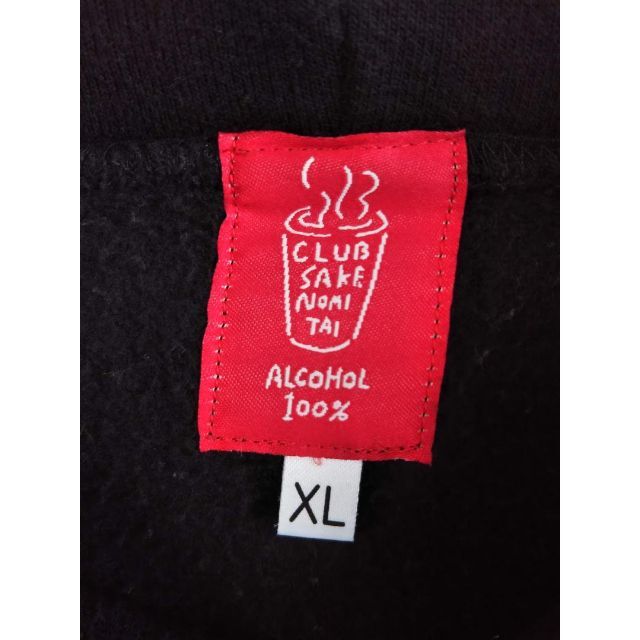 CLUB
SAKE
NOMI
TAI
ALCOHOL
100%
XL